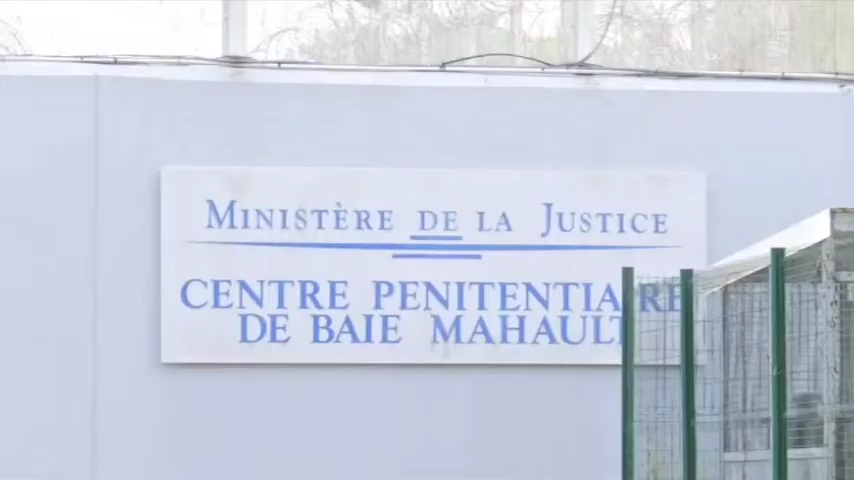 MINISTÈRE DE LA JUSTICE
CENTRE PENITENTIAIRE
DE BAIE MAHAULT